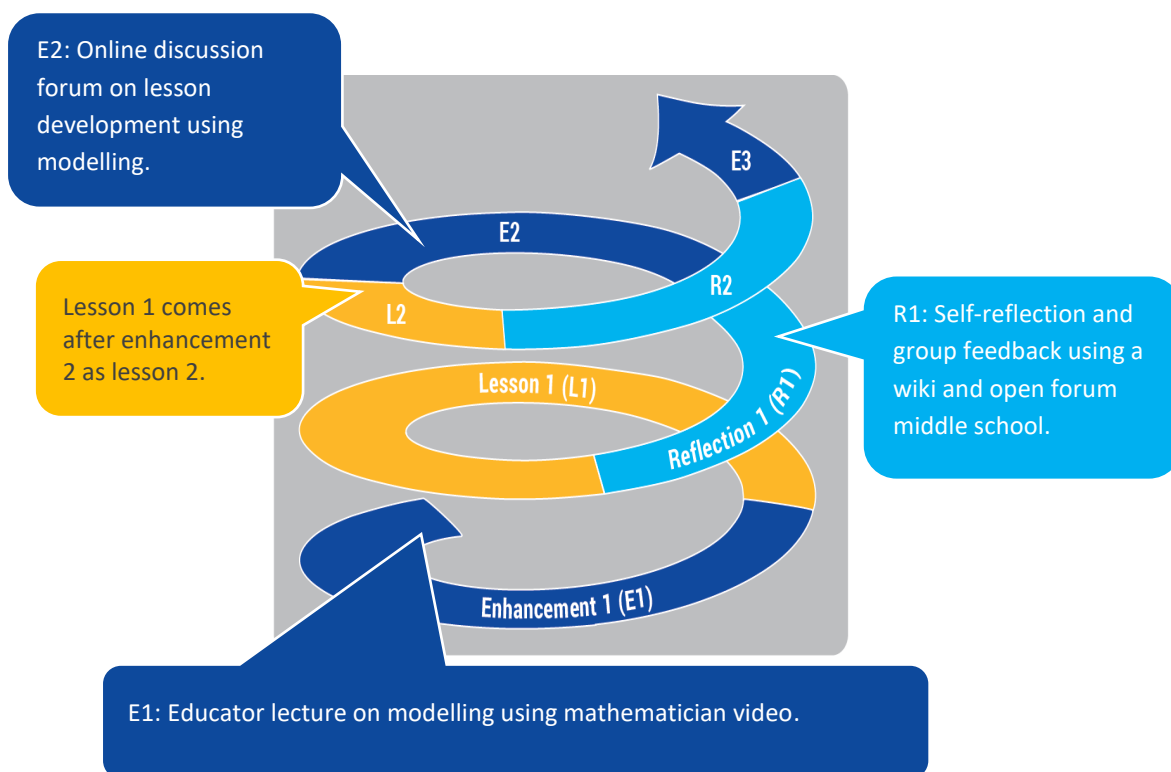 E2: Online discussion
forum on lesson
development using
modelling.
E3
E2
R2
L2
Lesson 1 comes
after enhancement
2 as lesson 2.
R1: Self-reflection and
group feedback using a
wiki and open forum
middle school.
Lesson 1 (L1)
Reflection 1 (R1)
Enhancement 1 (E1)
E1: Educator lecture on modelling using mathematician video.